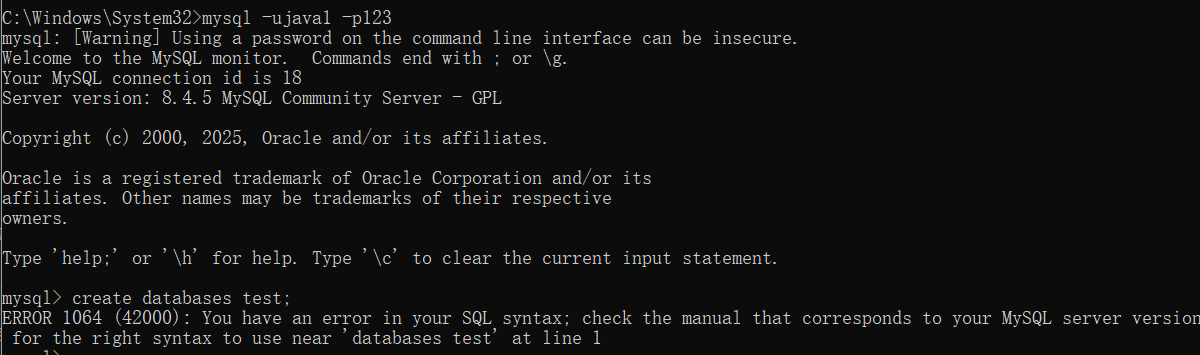 C:\Windows\System32>mysql -ujava1 -p123
mysql: [Warning] Using a password on the command line interface can be insecure.
Welcome to the MySQL monitor.  Commands end with ; or \g.
Your MySQL connection id is 18
Server version: 8.4.5 MySQL Community Server - GPL
Copyright (c) 2000, 2025, Oracle and/or its affiliates.
Oracle is a registered trademark of Oracle Corporation and/or its
affiliates. Other names may be trademarks of their respective
owners.
Type 'help;' or '\h' for help. Type '\c' to clear the current input statement.
mysql> create databases test;
ERROR 1064 (42000): You have an error in your SQL syntax; check the manual that corresponds to your MySQL server version
for the right syntax to use near 'databases test' at line 1